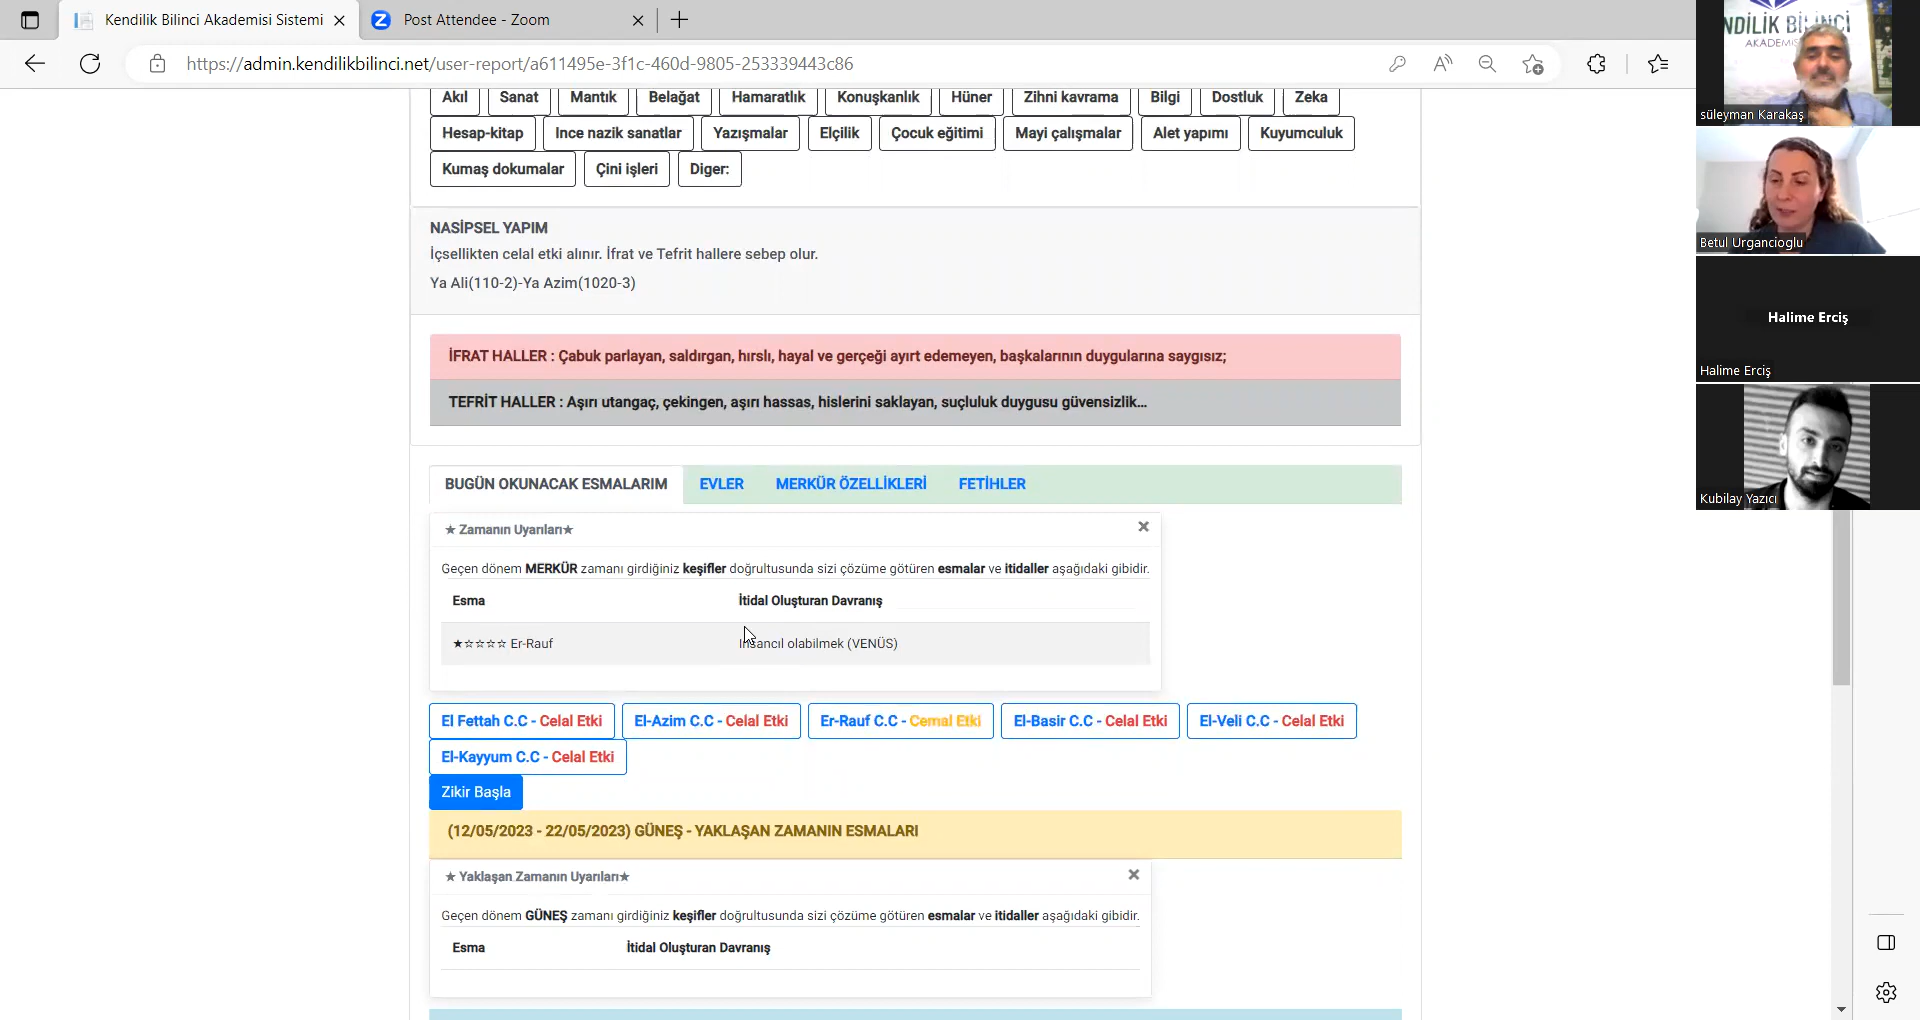 Kendilik Bilinci Akademisi Sistemi
Post Attendee - Zoom
https://admin.kendilikbilinci.net/user-report/a611495e-3f1c-460d-9805-253339443c86
Akıl Sanat Mantık Belağat Hamaratlık Konuşkanlık Hüner Zihni kavrama Bilgi Dostluk Zeka
Hesap-kitap Ince nazik sanatlar Yazışmalar Elçilik Çocuk eğitimi Mayi çalışmalar Alet yapımı Kuyumculuk
Kumaş dokumalar Çini işleri Diger:
NASİPSEL YAPIM
İçsellikten celal etki alınır. İfrat ve Tefrit hallere sebep olur.
Ya Ali(110-2)-Ya Azim(1020-3)
İFRAT HALLER : Çabuk parlayan, saldırgan, hırslı, hayal ve gerçeği ayırt edemeyen, başkalarının duygularına saygısız;
TEFRİT HALLER : Aşırı utangaç, çekingen, aşırı hassas, hislerini saklayan, suçluluk duygusu güvensizlik...
BUGÜN OKUNACAK ESMALARIM EVLER MERKÜR ÖZELLİKLERİ FETİHLER
★ Zamanın Uyarıları★
Geçen dönem MERKÜR zamanı girdiğiniz keşifler doğrultusunda sizi çözüme götüren esmalar ve itidaller aşağıdaki gibidir.
Esma İtidal Oluşturan Davranış
★☆☆☆☆ Er-Rauf İnsancıl olabilmek (VENÜS)
El Fettah C.C - Celal Etki El-Azim C.C - Celal Etki Er-Rauf C.C - Cemal Etki El-Basir C.C - Celal Etki El-Veli C.C - Celal Etki
El-Kayyum C.C - Celal Etki
Zikir Başla
(12/05/2023 - 22/05/2023) GÜNEŞ - YAKLAŞAN ZAMANIN ESMALARI
★ Yaklaşan Zamanın Uyarıları★
Geçen dönem GÜNEŞ zamanı girdiğiniz keşifler doğrultusunda sizi çözüme götüren esmalar ve itidaller aşağıdaki gibidir.
Esma İtidal Oluşturan Davranış
süleyman Karakaş
Betul Urgancioglu
Halime Erciş
Halime Erciş
Kubilay Yazıcı